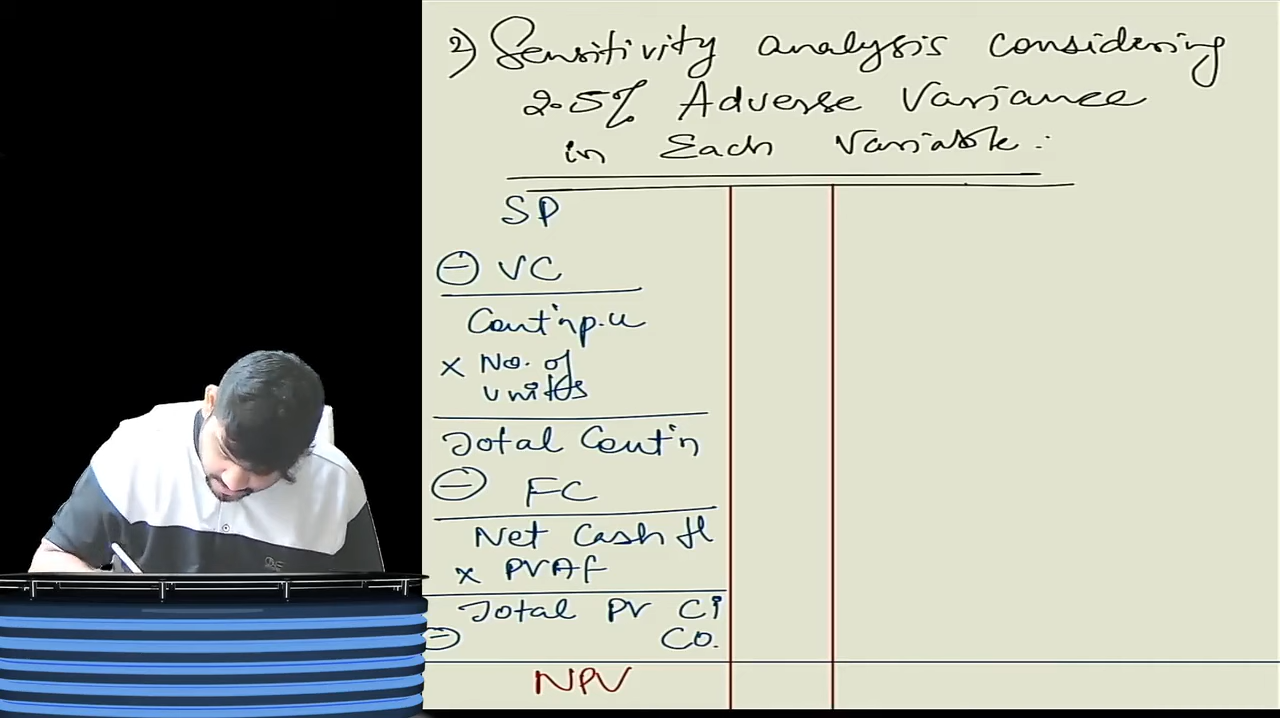 2) Sensitivity analysis considering
2.5% Adverse Variance
in Each Variable :
SP
⊖ VC
Cont'n p.u
× No. of
units
Total Cont'n
⊖ FC
Net Cash fl
× PVAF
Total PV CI
⊖ CO.
NPV